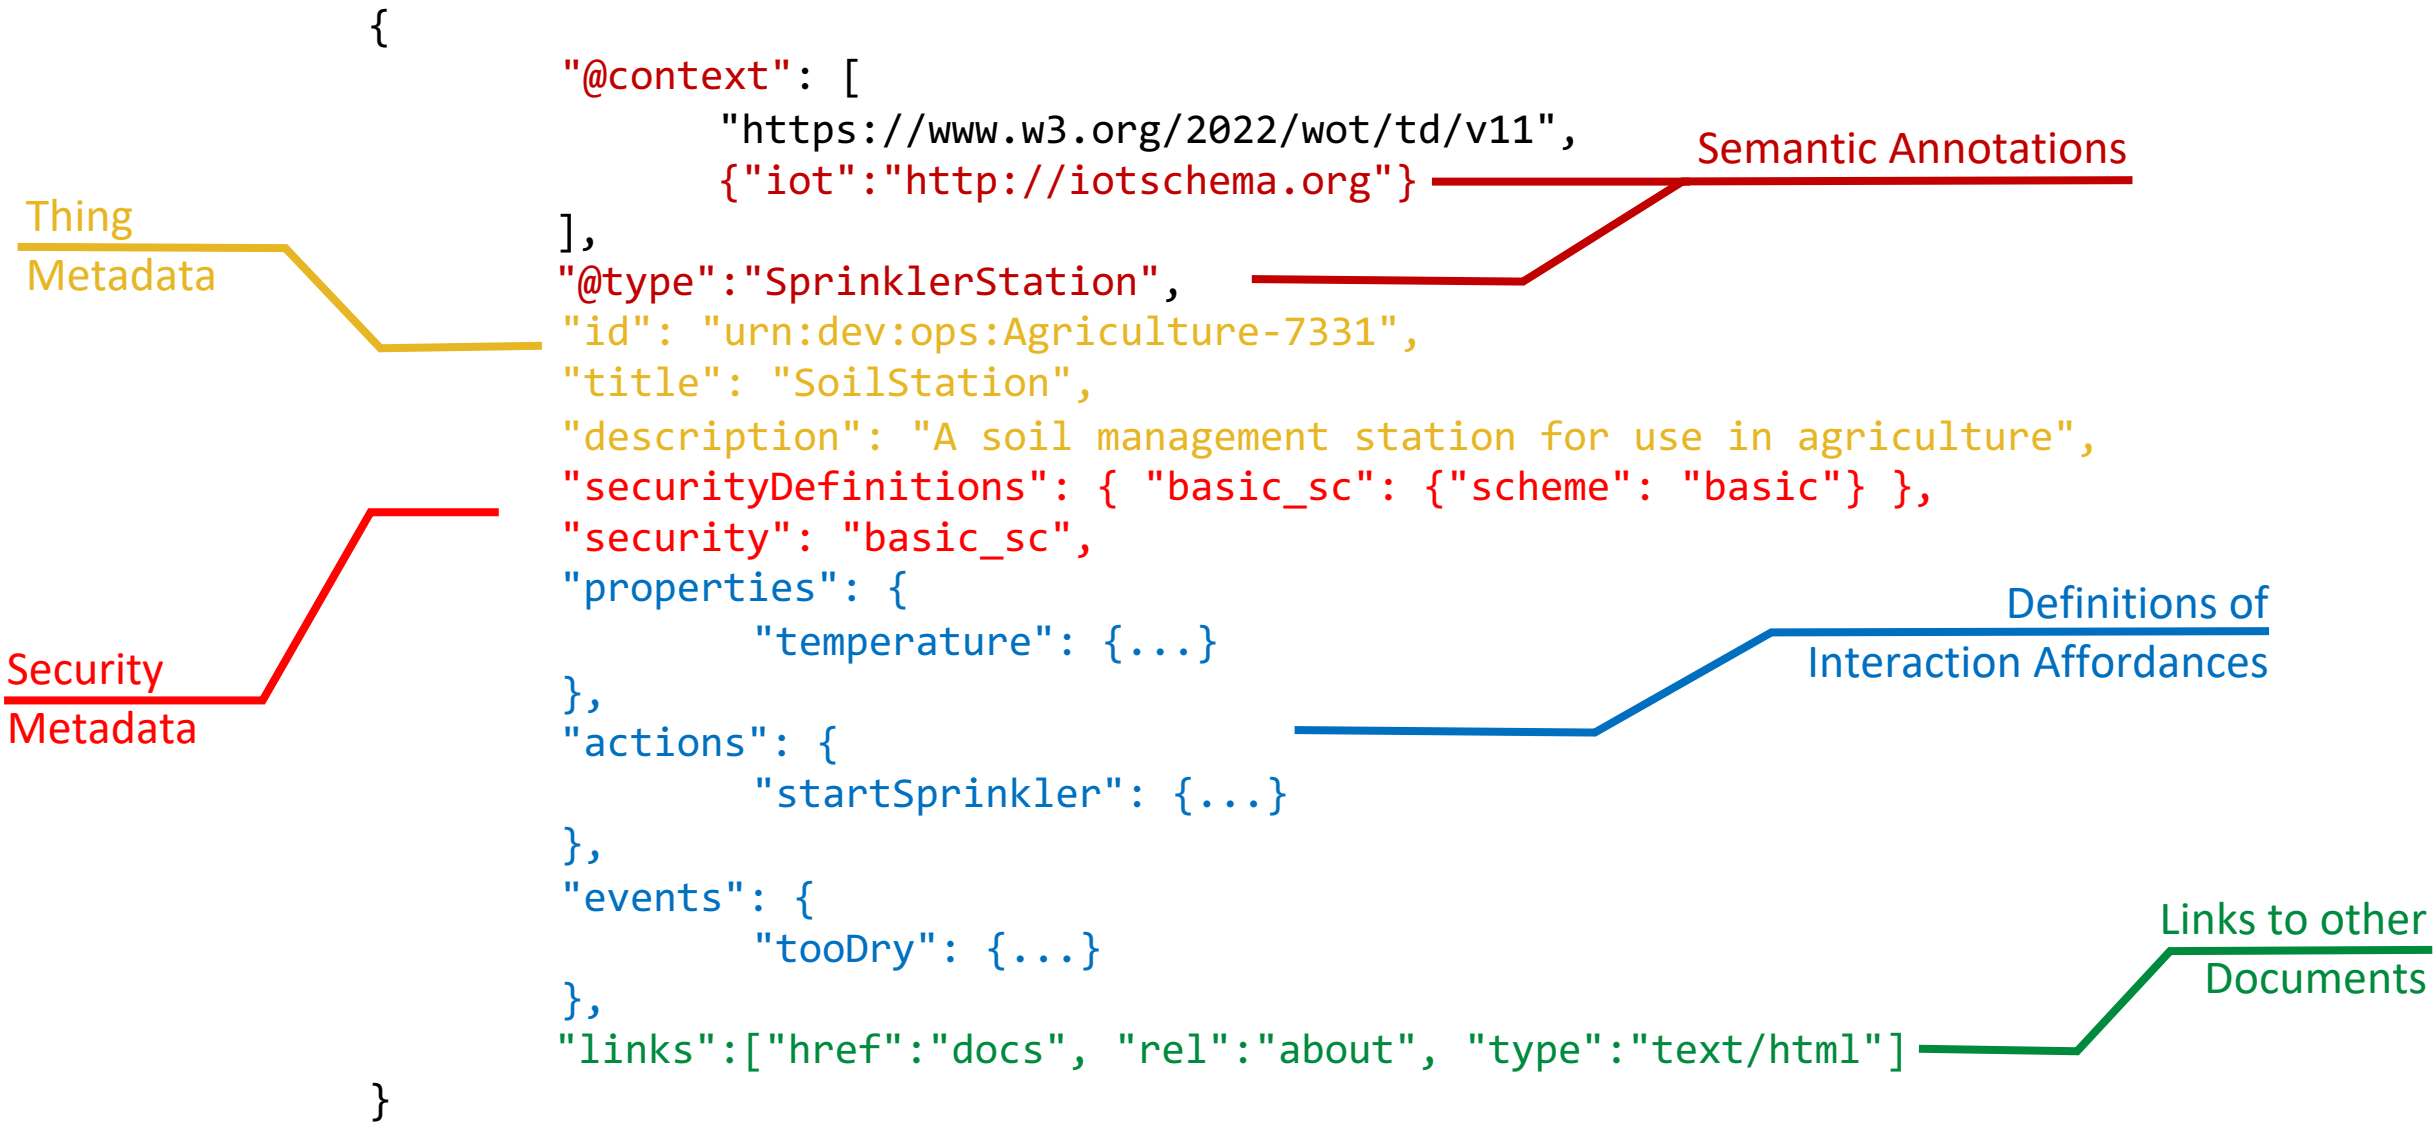 {
"@context": [
"https://www.w3.org/2022/wot/td/v11",
{"iot":"http://iotschema.org"}
],
"@type":"SprinklerStation",
"id": "urn:dev:ops:Agriculture-7331",
"title": "SoilStation",
"description": "A soil management station for use in agriculture",
"securityDefinitions": { "basic_sc": {"scheme": "basic"} },
"security": "basic_sc",
"properties": {
"temperature": {...}
},
"actions": {
"startSprinkler": {...}
},
"events": {
"tooDry": {...}
},
"links":["href":"docs", "rel":"about", "type":"text/html"]
}
Semantic Annotations
Thing
Metadata
Security
Metadata
Definitions of
Interaction Affordances
Links to other
Documents